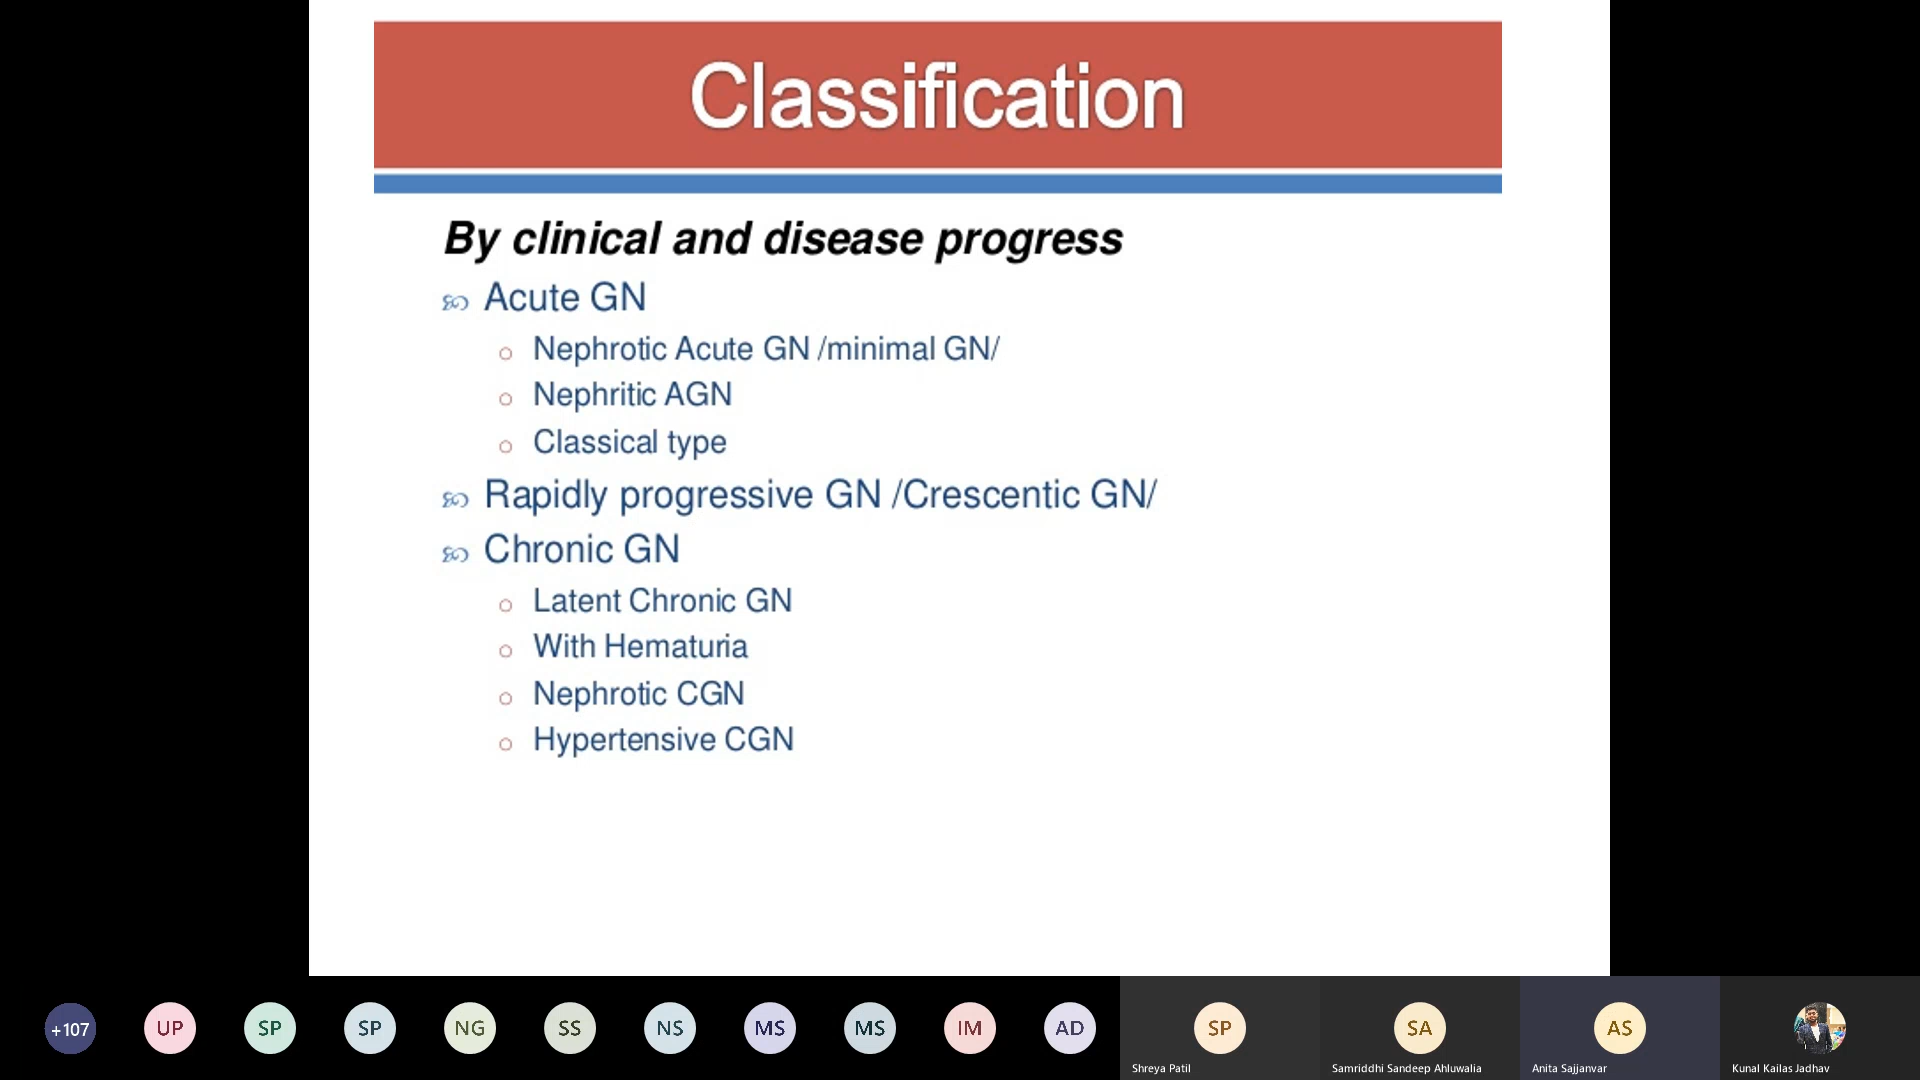 Classification
By clinical and disease progress
Acute GN
Nephrotic Acute GN /minimal GN/
Nephritic AGN
Classical type
Rapidly progressive GN /Crescentic GN/
Chronic GN
Latent Chronic GN
With Hematuria
Nephrotic CGN
Hypertensive CGN
+107 UP SP SP NG SS NS MS MS IM AD SP SA AS
Shreya Patil Samriddhi Sandeep Ahluwalia Anita Sajjanvar Kunal Kailas Jadhav